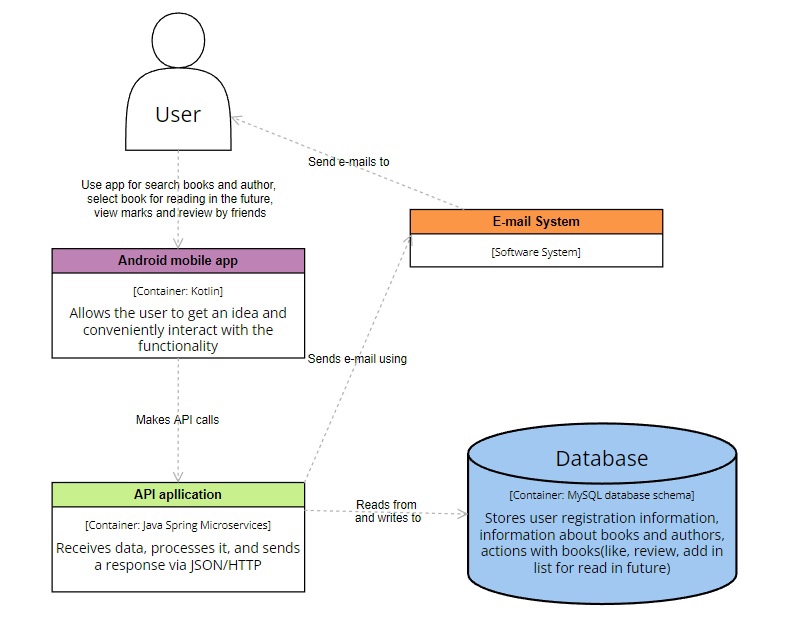 User
Send e-mails to
Use app for search books and author,
select book for reading in the future,
view marks and review by friends
E-mail System
[Software System]
Android mobile app
[Container: Kotlin]
Allows the user to get an idea and
conveniently interact with the
functionality
Sends e-mail using
Makes API calls
Database
[Container: MySQL database schema]
Stores user registration information,
information about books and authors,
actions with books(like, review, add in
list for read in future)
API apllication
[Container: Java Spring Microservices]
Receives data, processes it, and sends
a response via JSON/HTTP
Reads from
and writes to